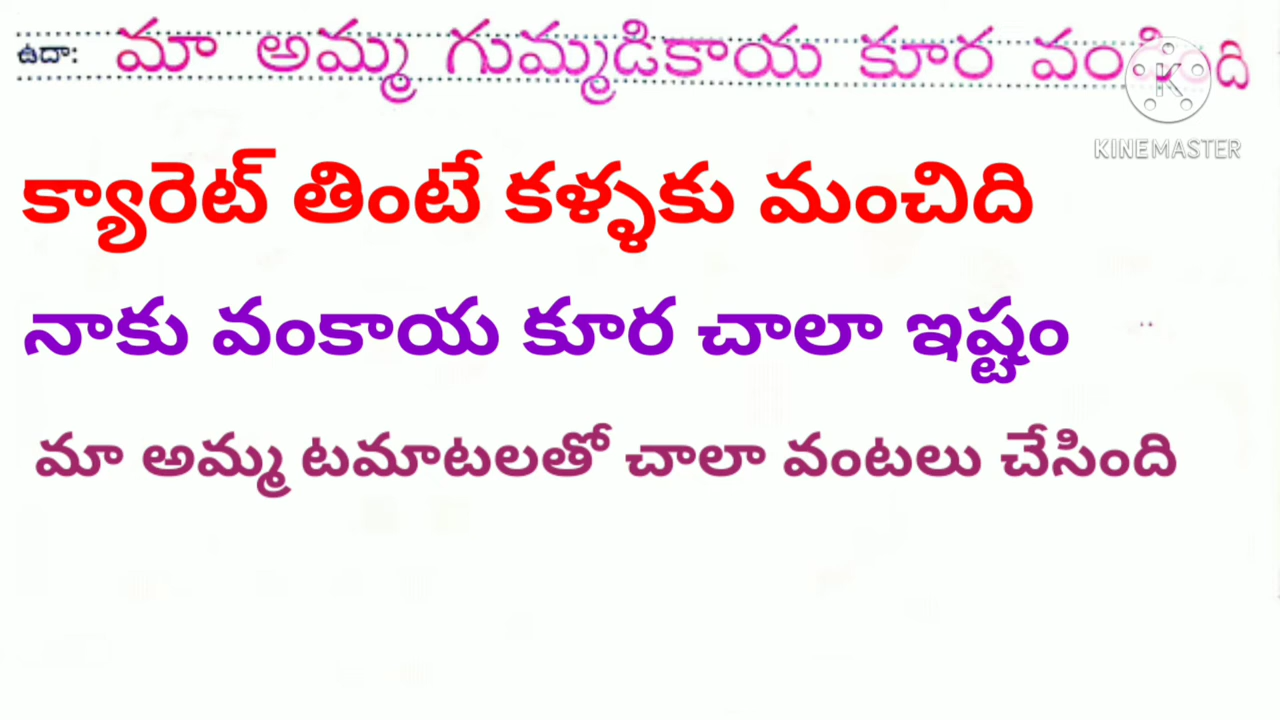 ఉదా: మా అమ్మ గుమ్మడికాయ కూర వండింది
KINEMASTER
క్యారెట్ తింటే కళ్ళకు మంచిది
నాకు వంకాయ కూర చాలా ఇష్టం
మా అమ్మ టమాటలతో చాలా వంటలు చేసింది